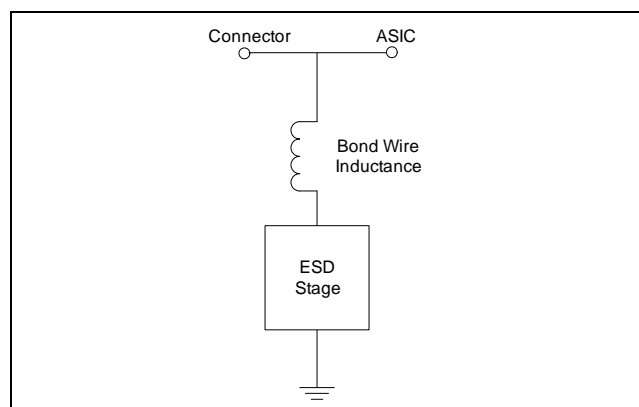 Connector
ASIC
Bond Wire
Inductance
ESD
Stage